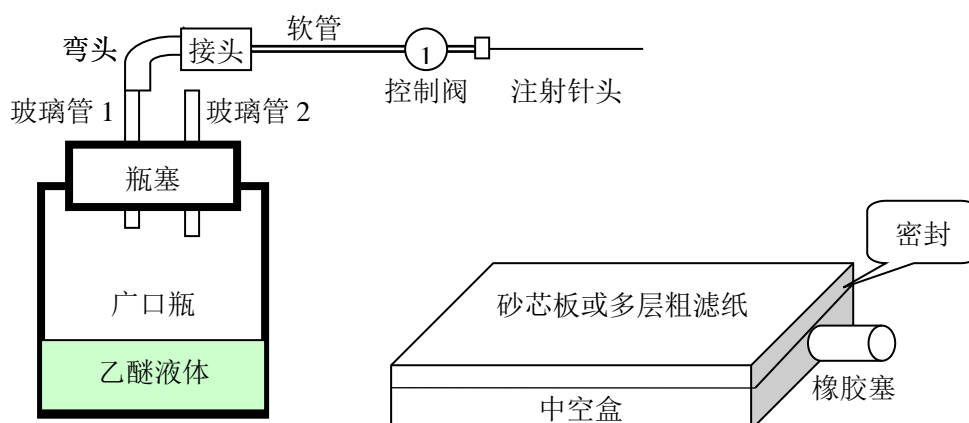 软管
弯头
接头
1
控制阀
注射针头
玻璃管 1
玻璃管 2
瓶塞
密封
广口瓶
砂芯板或多层粗滤纸
乙醚液体
橡胶塞
中空盒